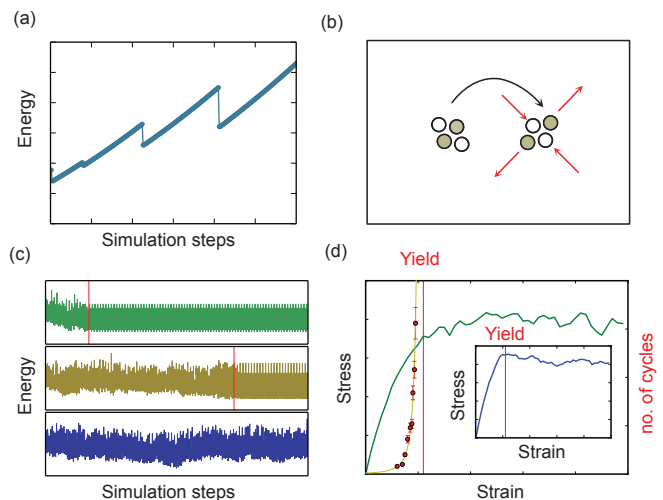 (a)
Energy
Simulation steps
(b)
(c)
Energy
Simulation steps
(d)
Yield
Stress
no. of cycles
Strain
Yield
Stress
Strain